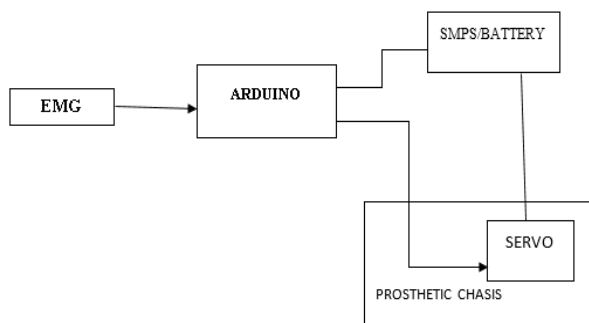 SMPS/BATTERY
ARDUINO
EMG
SERVO
PROSTHETIC CHASIS